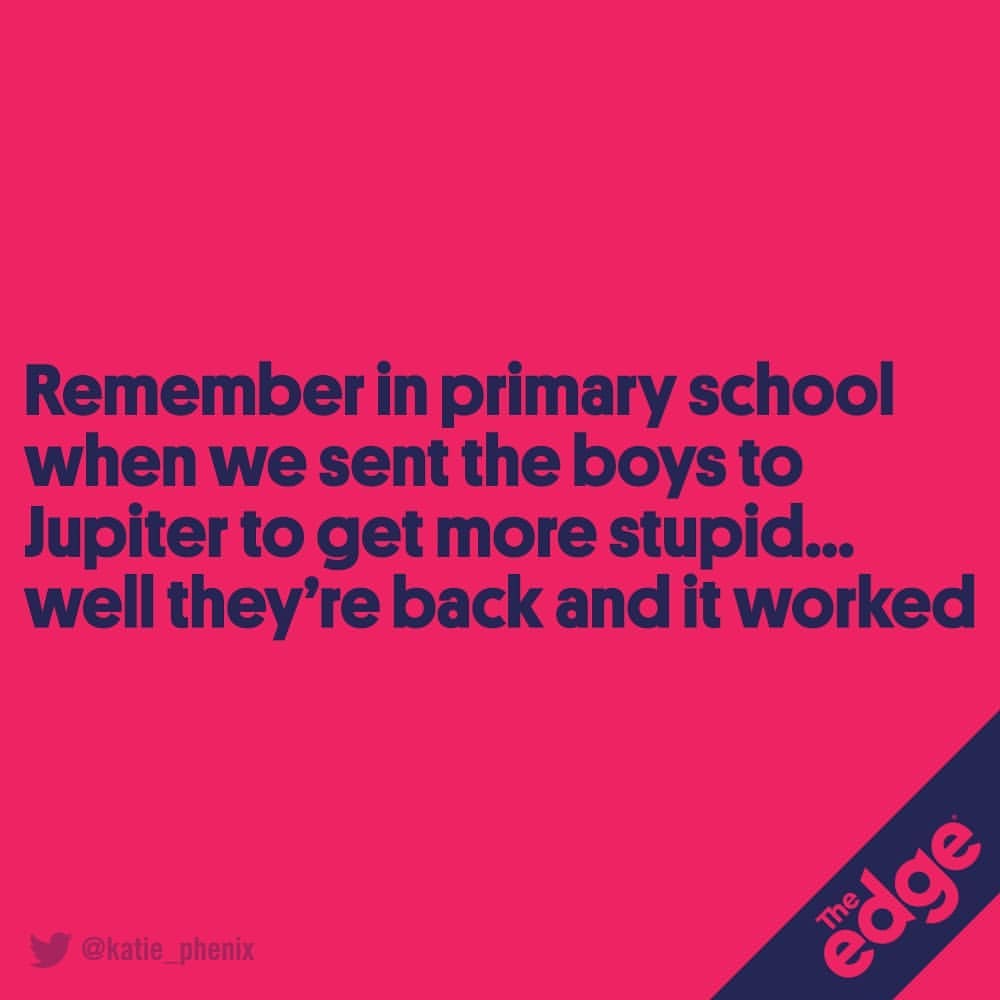 Remember in primary school
when we sent the boys to
Jupiter to get more stupid...
well they’re back and it worked
The
edge
@katie_phenix